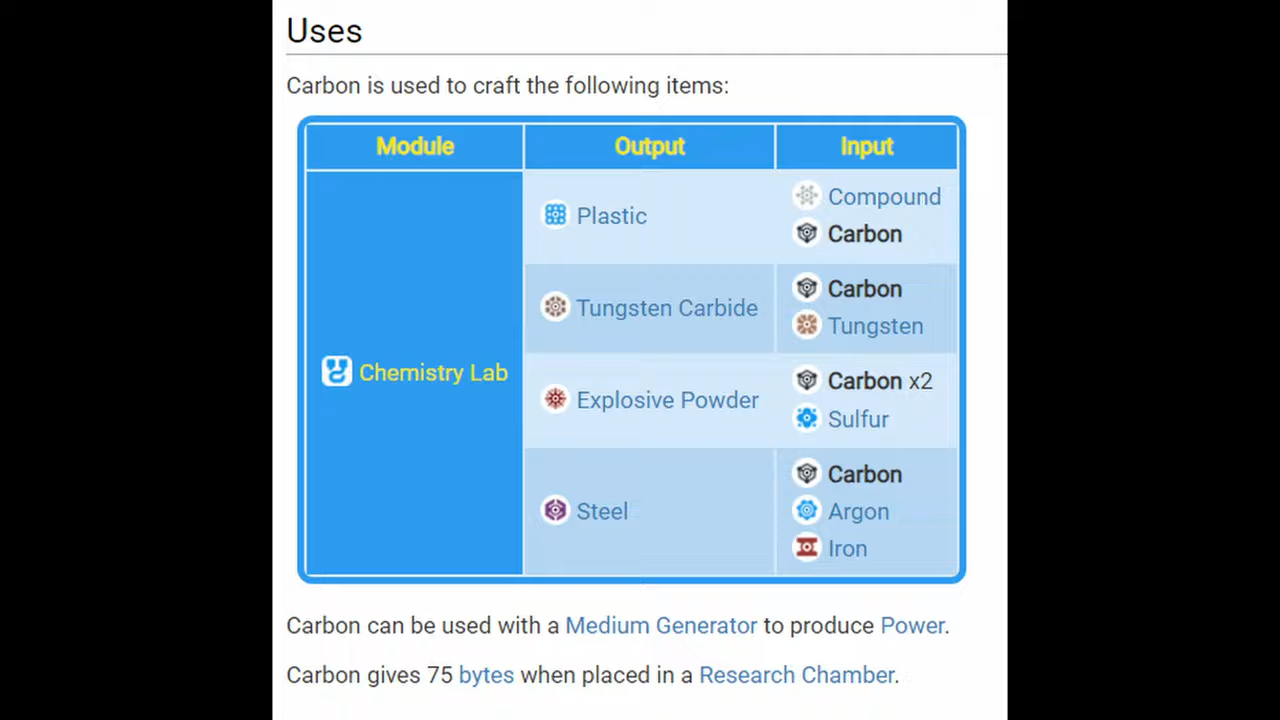 Uses
Carbon is used to craft the following items:
Module Output Input
Chemistry Lab
Plastic
Compound
Carbon
Tungsten Carbide
Carbon
Tungsten
Explosive Powder
Carbon x2
Sulfur
Steel
Carbon
Argon
Iron
Carbon can be used with a Medium Generator to produce Power.
Carbon gives 75 bytes when placed in a Research Chamber.